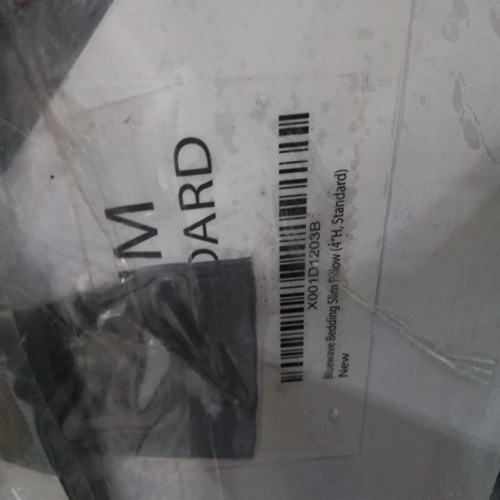 M
DARD
X001D1203B
Bluewave Bedding Slim Pillow (4"H, Standard)
New